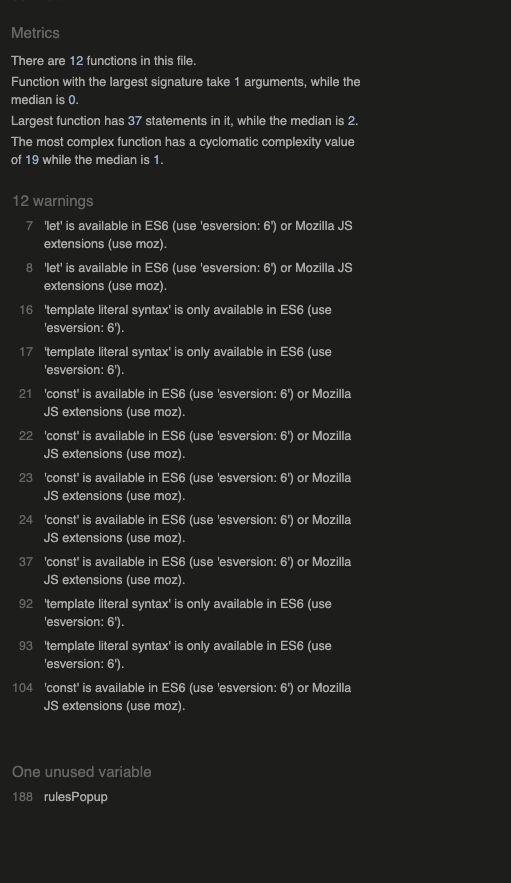 Metrics
There are 12 functions in this file.
Function with the largest signature take 1 arguments, while the
median is 0.
Largest function has 37 statements in it, while the median is 2.
The most complex function has a cyclomatic complexity value
of 19 while the median is 1.
12 warnings
7 'let' is available in ES6 (use 'esversion: 6') or Mozilla JS
extensions (use moz).
8 'let' is available in ES6 (use 'esversion: 6') or Mozilla JS
extensions (use moz).
16 'template literal syntax' is only available in ES6 (use
'esversion: 6').
17 'template literal syntax' is only available in ES6 (use
'esversion: 6').
21 'const' is available in ES6 (use 'esversion: 6') or Mozilla
JS extensions (use moz).
22 'const' is available in ES6 (use 'esversion: 6') or Mozilla
JS extensions (use moz).
23 'const' is available in ES6 (use 'esversion: 6') or Mozilla
JS extensions (use moz).
24 'const' is available in ES6 (use 'esversion: 6') or Mozilla
JS extensions (use moz).
37 'const' is available in ES6 (use 'esversion: 6') or Mozilla
JS extensions (use moz).
92 'template literal syntax' is only available in ES6 (use
'esversion: 6').
93 'template literal syntax' is only available in ES6 (use
'esversion: 6').
104 'const' is available in ES6 (use 'esversion: 6') or Mozilla
JS extensions (use moz).
One unused variable
188 rulesPopup